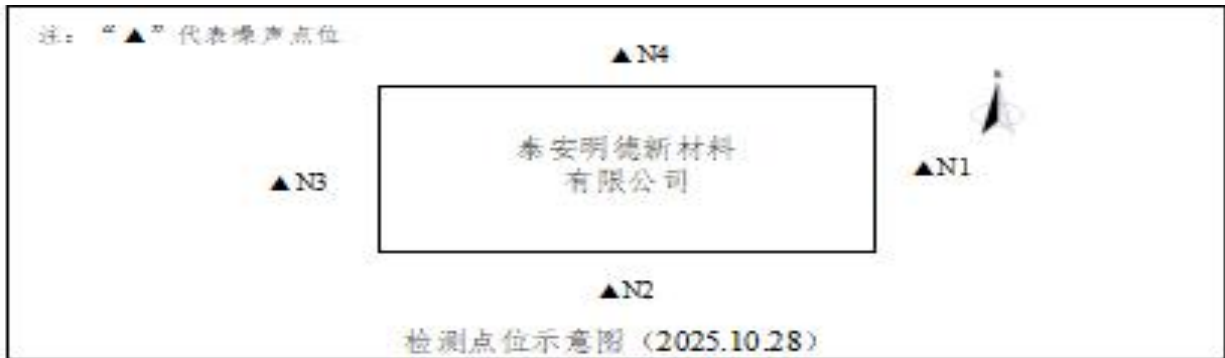 注：“▲”代表噪声点位
▲N4
泰安明德新材料
有限公司
▲N3
▲N1
▲N2
检测点位示意图（2025.10.28）